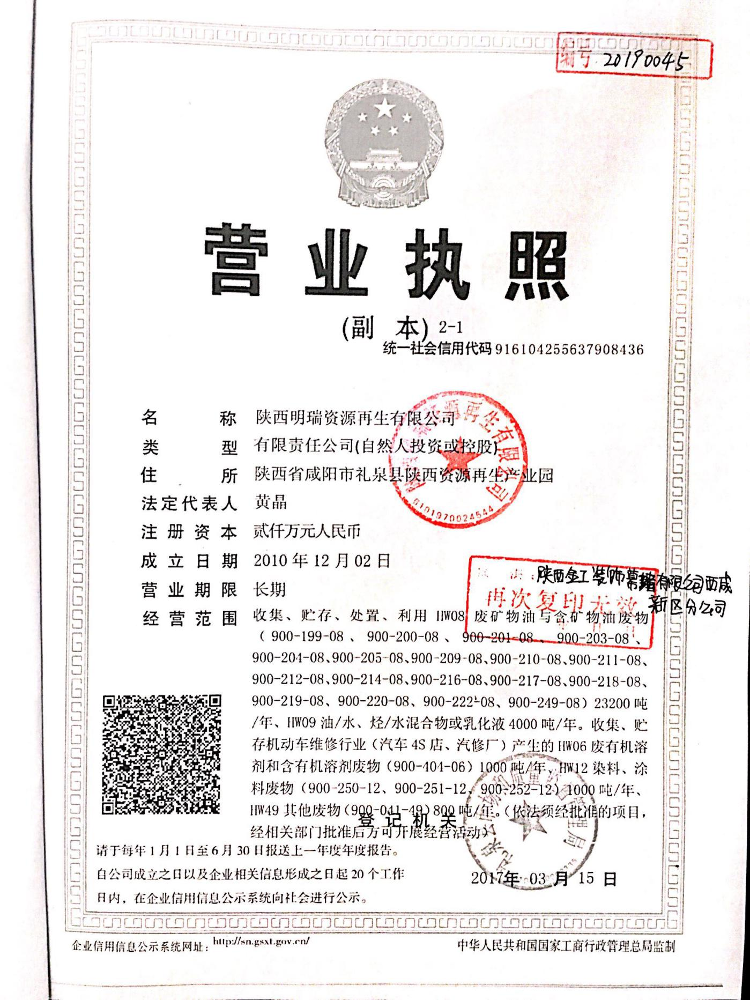 编号 20190045
营业执照
(副 本) 2-1
统一社会信用代码 916104255637908436
名 称 陕西明瑞资源再生有限公司
类 型 有限责任公司(自然人投资或控股)
住 所 陕西省咸阳市礼泉县陕西资源再生产业园
法定代表人 黄晶
注册资本 贰仟万元人民币
成立日期 2010 年 12 月 02 日
6101970024544
营业期限 长期
陕西金工装饰幕墙有限公司西咸
新区分公司
再次复印无效
经营范围 收集、贮存、处置、利用 HW08 废矿物油与含矿物油废物
(900-199-08、900-200-08、900-201-08、900-203-08、
900-204-08、900-205-08、900-209-08、900-210-08、900-211-08、
900-212-08、900-214-08、900-216-08、900-217-08、900-218-08、
900-219-08、900-220-08、900-222-08、900-249-08) 23200 吨
/年、HW09 油/水、烃/水混合物或乳化液 4000 吨/年。收集、贮
存机动车维修行业(汽车 4S 店、汽修厂)产生的 HW06 废有机溶
剂和含有机溶剂废物(900-404-06) 1000 吨/年、HW12 染料、涂
料废物(900-250-12、900-251-12、900-252-12) 1000 吨/年、
HW49 其他废物(900-041-49) 800 吨/年。(依法须经批准的项目,
经相关部门批准后方可开展经营活动)
登记机关
请于每年 1 月 1 日至 6 月 30 日报送上一年度年度报告。
自公司成立之日以及企业相关信息形成之日起 20 个工作
日内，在企业信用信息公示系统向社会进行公示。
2017年 03 月 15 日
企业信用信息公示系统网址: http://sn.gsxt.gov.cn/
中华人民共和国国家工商行政管理总局监制